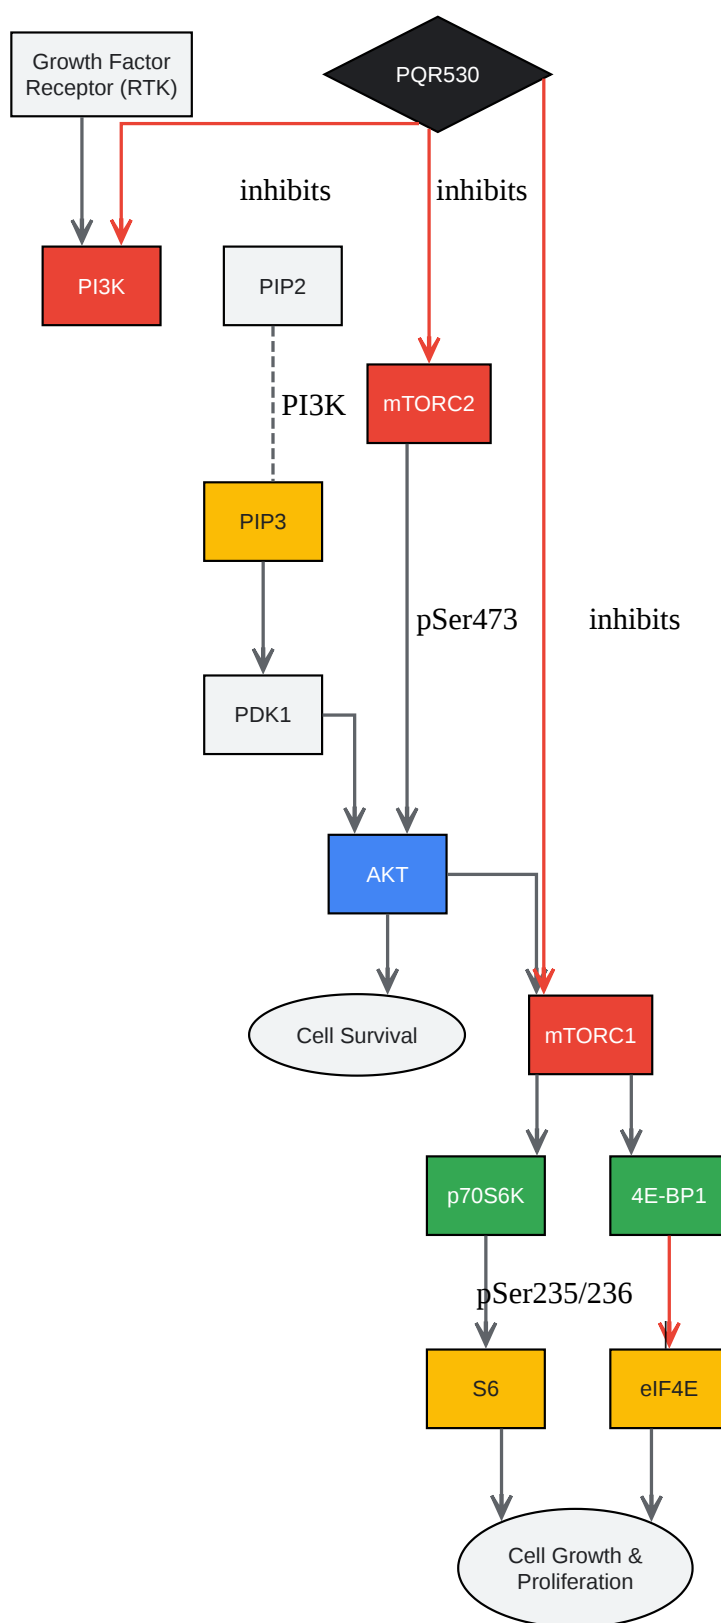 Growth Factor
Receptor (RTK)
PQR530
inhibits
inhibits
PI3K
PIP2
PI3K
mTORC2
PIP3
pSer473
inhibits
PDK1
AKT
Cell Survival
mTORC1
p70S6K
4E-BP1
pSer235/236
S6
eIF4E
Cell Growth &
Proliferation